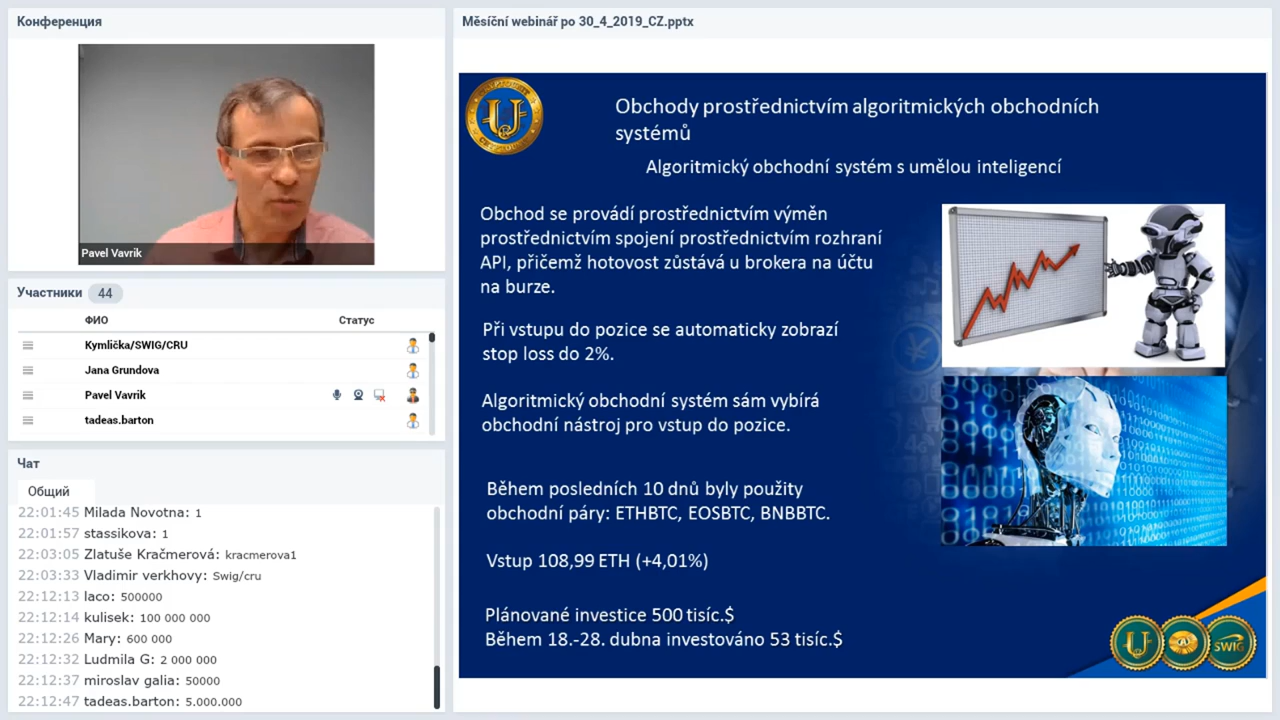 Конференция
Pavel Vavrik
Участники 44
ФИО Статус
Kymlička/SWIG/CRU
Jana Grundova
Pavel Vavrik
tadeas.barton
Чат
Общий
22:01:45 Milada Novotna: 1
22:01:57 stassikova: 1
22:03:05 Zlatuše Kračmerová: kracmerova1
22:03:33 Vladimir verkhovy: Swig/cru
22:12:13 laco: 500000
22:12:14 kulisek: 100 000 000
22:12:26 Mary: 600 000
22:12:32 Ludmila G: 2 000 000
22:12:37 miroslav galia: 50000
22:12:47 tadeas.barton: 5.000.000
Měsíční webinář po 30_4_2019_CZ.pptx
Obchody prostřednictvím algoritmických obchodních
systémů
Algoritmický obchodní systém s umělou inteligencí
Obchod se provádí prostřednictvím výměn
prostřednictvím spojení prostřednictvím rozhraní
API, přičemž hotovost zůstává u brokera na účtu
na burze.
Při vstupu do pozice se automaticky zobrazí
stop loss do 2%.
Algoritmický obchodní systém sám vybírá
obchodní nástroj pro vstup do pozice.
Během posledních 10 dnů byly použity
obchodní páry: ETHBTC, EOSBTC, BNBBTC.
Vstup 108,99 ETH (+4,01%)
Plánované investice 500 tisíc.$
Během 18.-28. dubna investováno 53 tisíc.$
SWIG